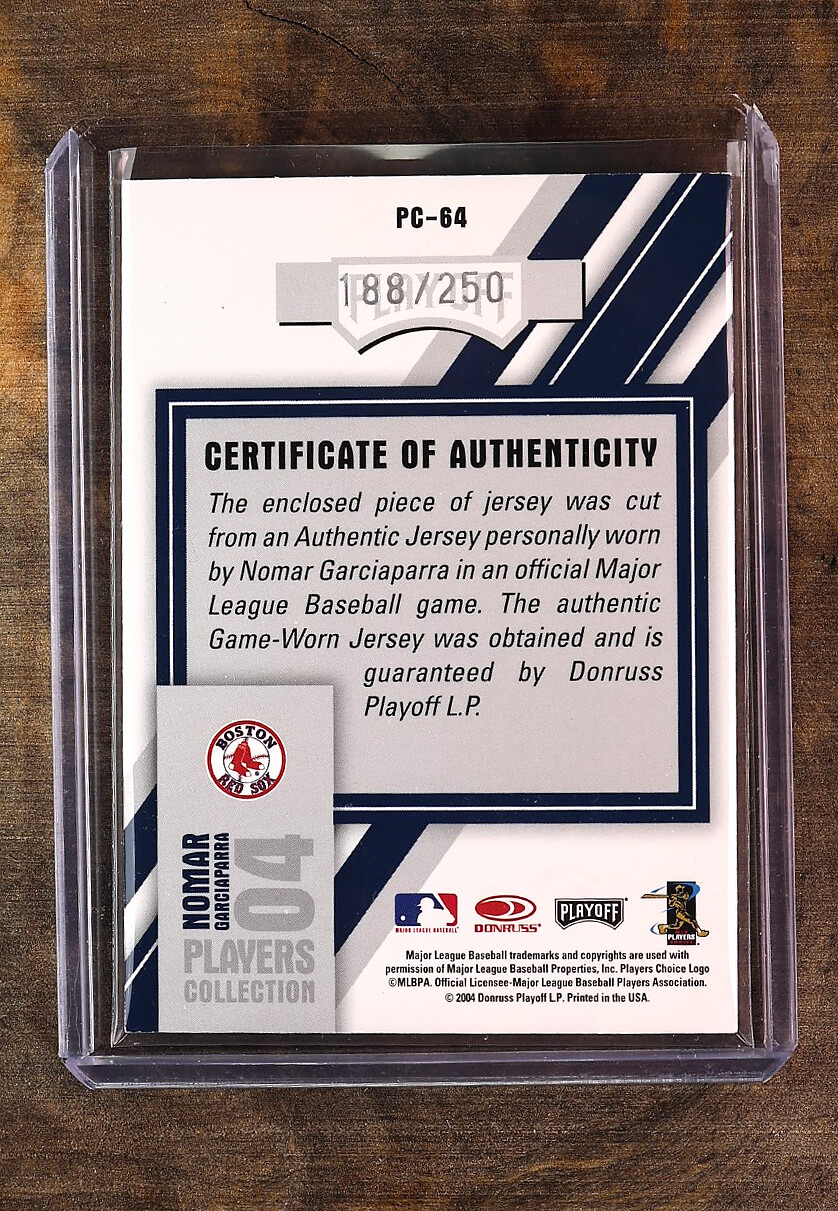 PC-64
188/250
PLAYOFF
CERTIFICATE OF AUTHENTICITY
The enclosed piece of jersey was cut
from an Authentic Jersey personally worn
by Nomar Garciaparra in an official Major
League Baseball game. The authentic
Game-Worn Jersey was obtained and is
guaranteed by Donruss
Playoff L.P.
BOSTON
RED SOX
NOMAR
GARCIAPARRA
04
PLAYERS
COLLECTION
MAJOR LEAGUE BASEBALL
DONRUSS
PLAYOFF
PLAYERS
Major League Baseball trademarks and copyrights are used with
permission of Major League Baseball Properties, Inc. Players Choice Logo
©MLBPA. Official Licensee-Major League Baseball Players Association.
© 2004 Donruss Playoff L.P. Printed in the USA.